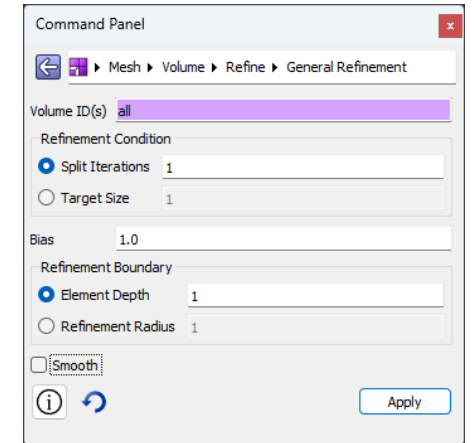 Command Panel
x
Mesh Volume Refine General Refinement
Volume ID(s) all
Refinement Condition
Split Iterations 1
Target Size 1
Bias 1.0
Refinement Boundary
Element Depth 1
Refinement Radius 1
Smooth
i
Apply